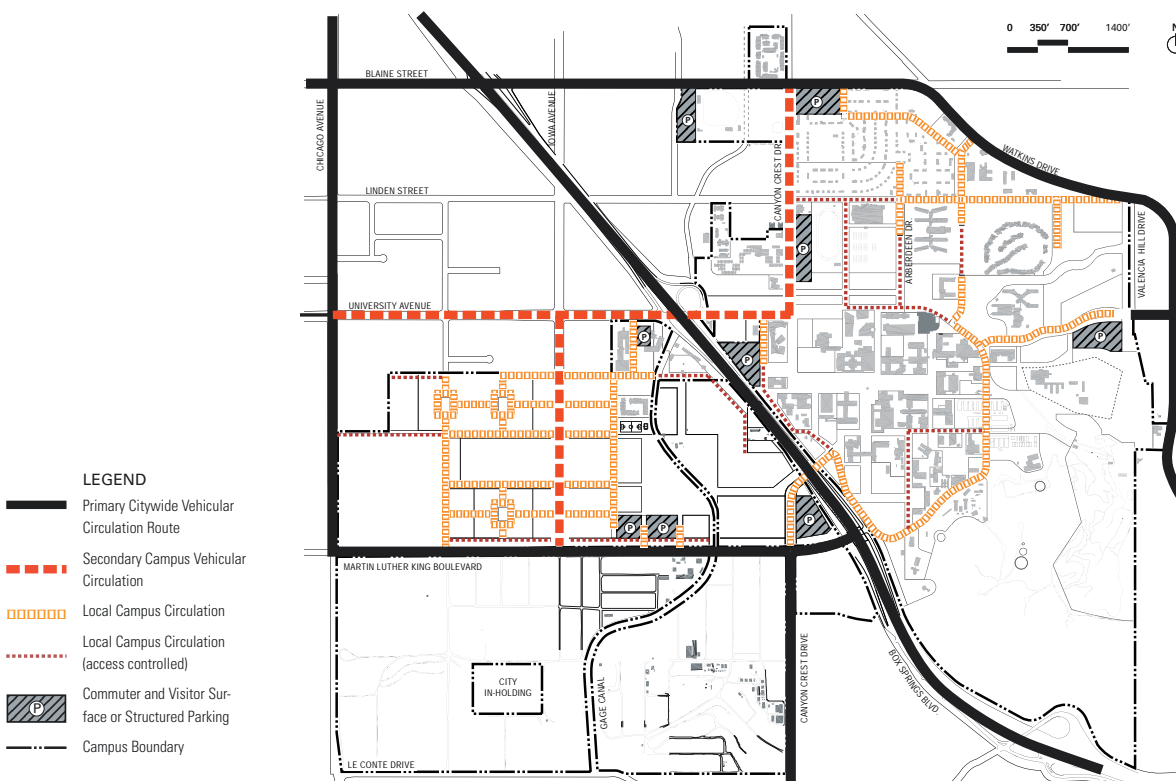 0 350' 700' 1400'
N
BLAINE STREET
CHICAGO AVENUE
IOWA AVENUE
P
P
CANYON CREST DR.
WATKINS DRIVE
LINDEN STREET
P
ARBERDEEN DR.
VALENCIA HILL DRIVE
UNIVERSITY AVENUE
P
P
P
LEGEND
Primary Citywide Vehicular
Circulation Route
Secondary Campus Vehicular
Circulation
Local Campus Circulation
Local Campus Circulation
(access controlled)
P
Commuter and Visitor Sur-
face or Structured Parking
Campus Boundary
P
P
P
MARTIN LUTHER KING BOULEVARD
CITY
IN-HOLDING
GAGE CANAL
CANYON CREST DRIVE
BOX SPRINGS BLVD.
LE CONTE DRIVE